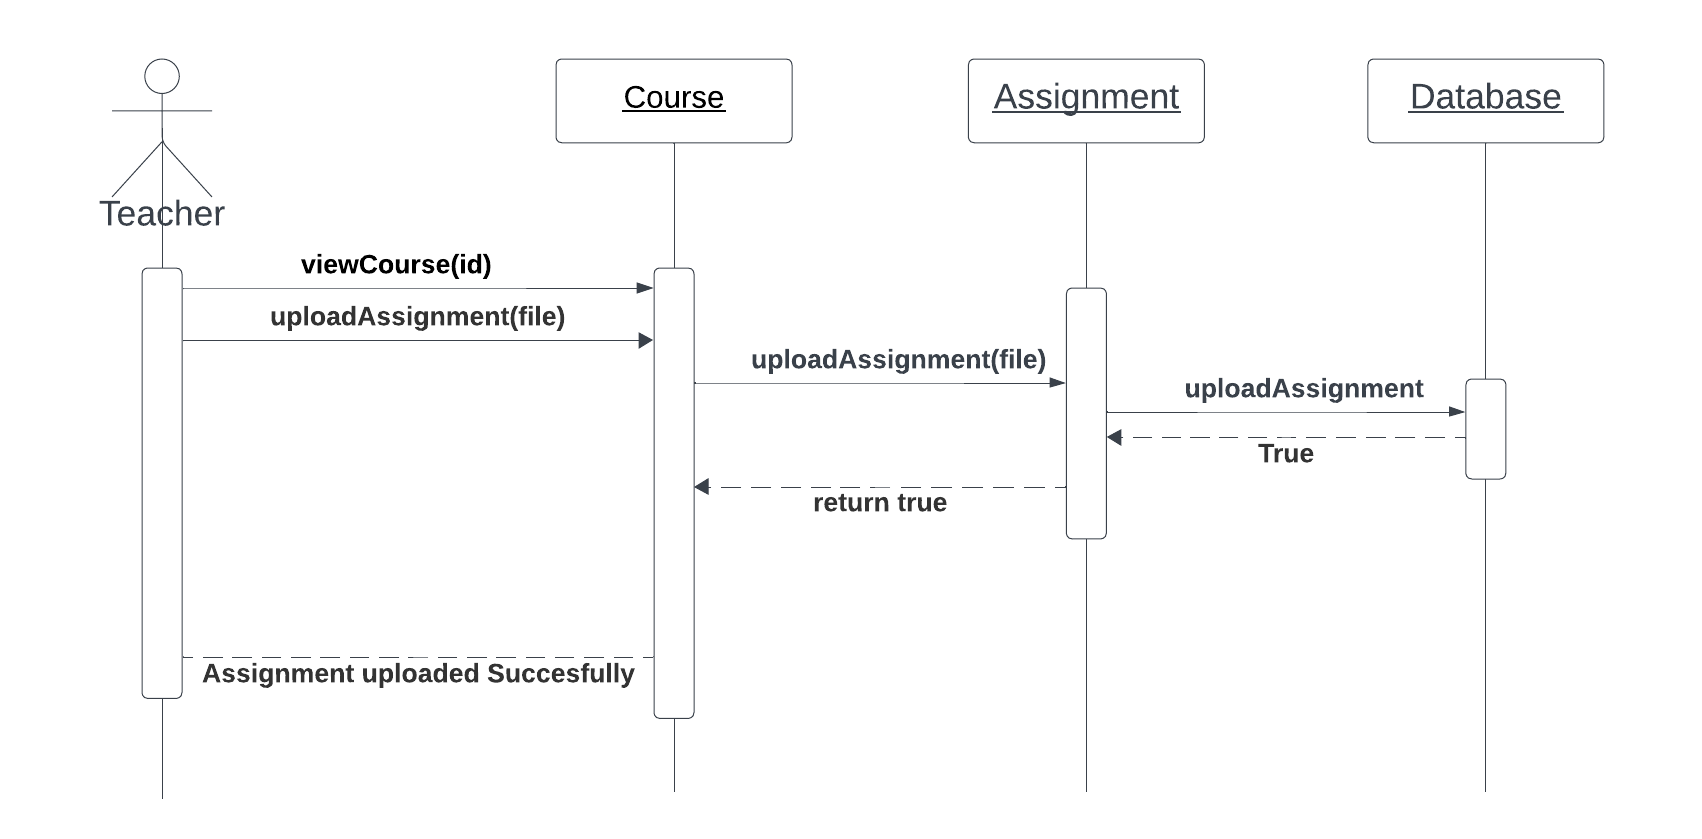 Teacher
Course
Assignment
Database
viewCourse(id)
uploadAssignment(file)
uploadAssignment(file)
uploadAssignment
True
return true
Assignment uploaded Succesfully